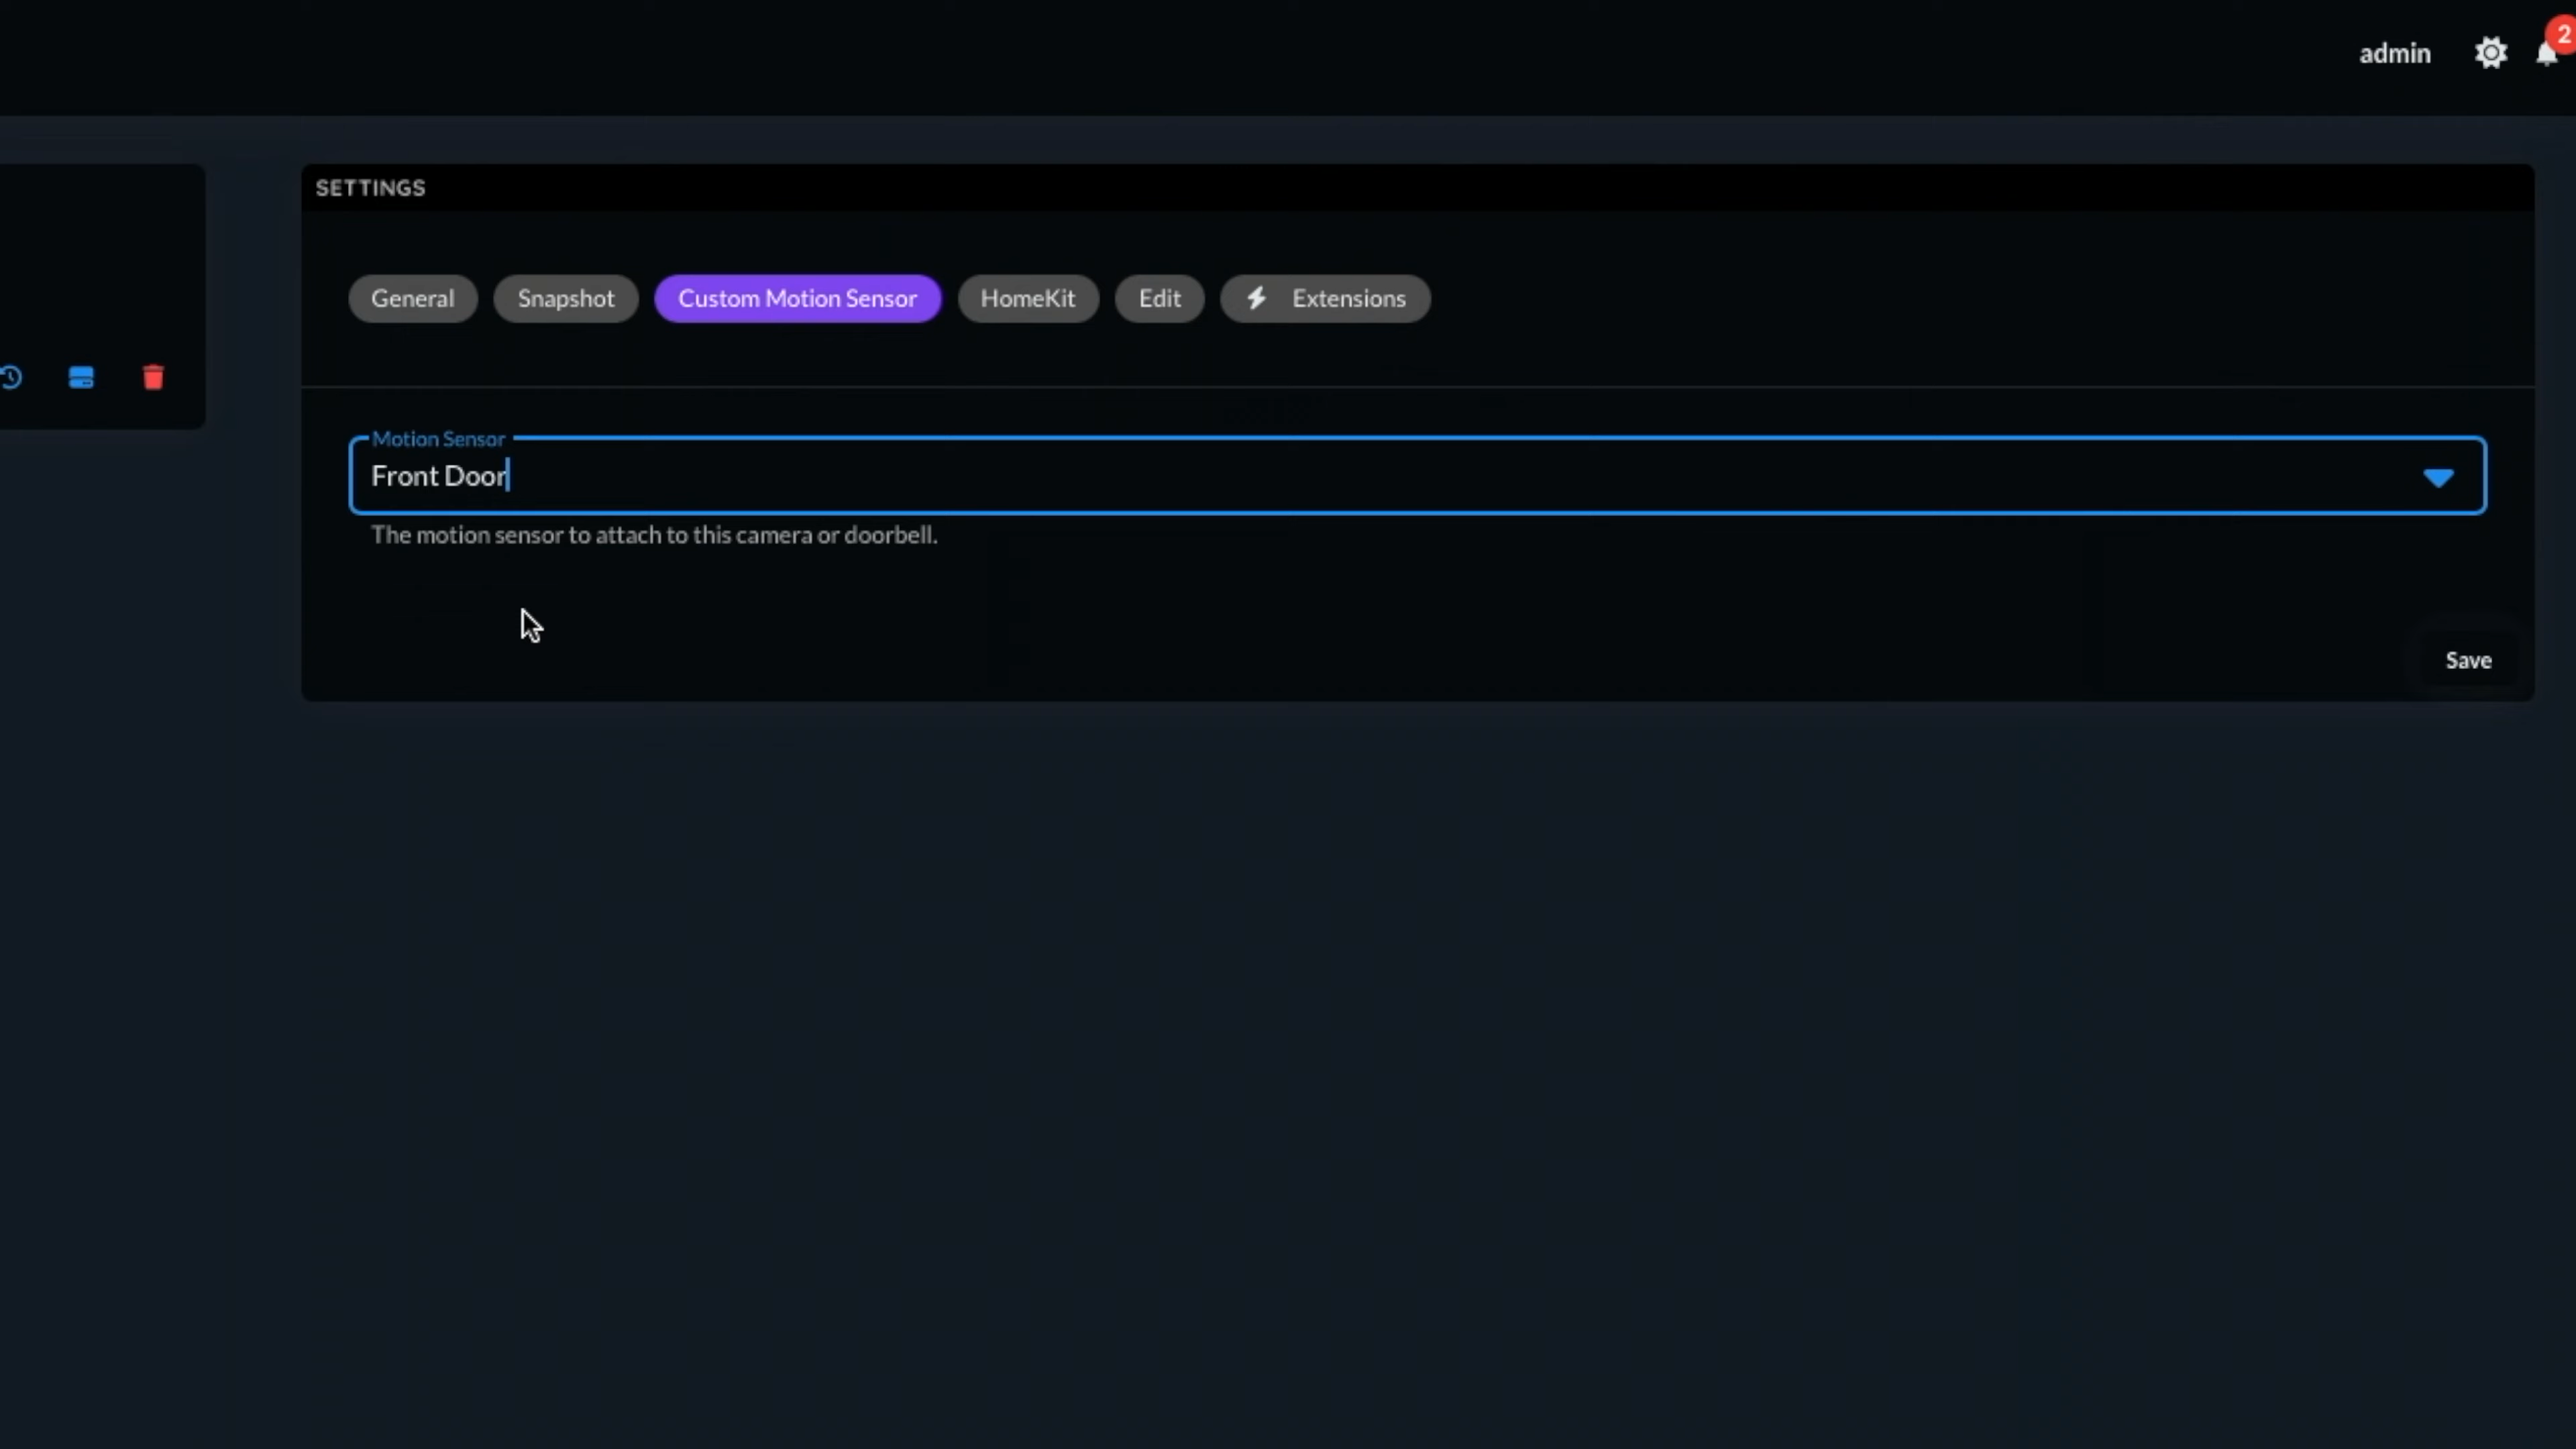 admin
2
SETTINGS
General
Snapshot
Custom Motion Sensor
HomeKit
Edit
Extensions
Motion Sensor
Front Door
The motion sensor to attach to this camera or doorbell.
Save